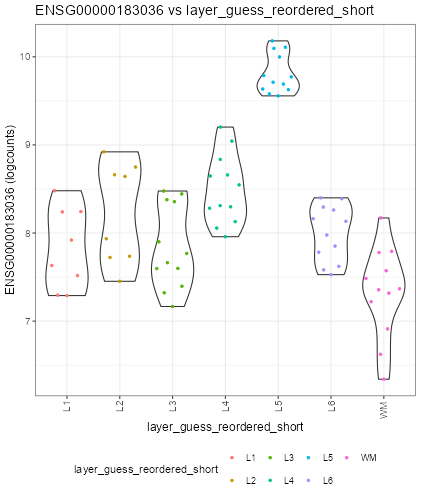 ENSG00000183036 vs layer_guess_reordered_short
ENSG00000183036 (logcounts)
10
9
8
7
L1
L2
L3
L4
L5
L6
WM
layer_guess_reordered_short
layer_guess_reordered_short
L1 L3 L5 WM
L2 L4 L6